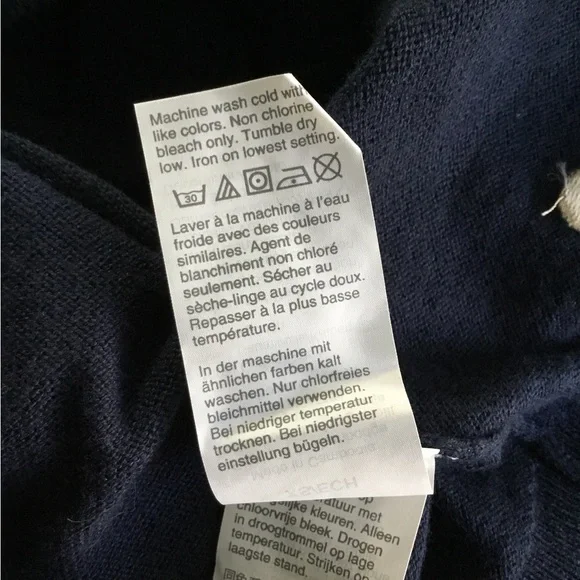 Machine wash cold with
like colors. Non chlorine
bleach only. Tumble dry
low. Iron on lowest setting.
30
Laver à la machine à l'eau
froide avec des couleurs
similaires. Agent de
blanchiment non chloré
seulement. Sécher au
sèche-linge au cycle doux.
Repasser à la plus basse
température.
In der maschine mit
ähnlichen farben kalt
waschen. Nur chlorfreies
bleichmittel verwenden.
Bei niedriger temperatur
trocknen. Bei niedrigster
einstellung bügeln.
met
kleuren. Alleen
chloorvrije bleek. Drogen
in droogtrommel op lage
temperatuur. Strijken op
laagste stand.